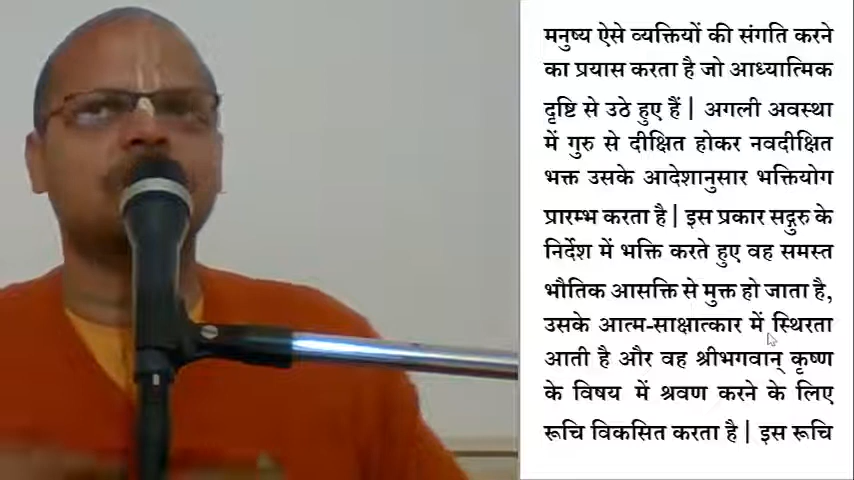 मनुष्य ऐसे व्यक्तियों की संगति करने
का प्रयास करता है जो आध्यात्मिक
दृष्टि से उठे हुए हैं | अगली अवस्था
में गुरु से दीक्षित होकर नवदीक्षित
भक्त उसके आदेशानुसार भक्तियोग
प्रारम्भ करता है | इस प्रकार सद्गुरु के
निर्देश में भक्ति करते हुए वह समस्त
भौतिक आसक्ति से मुक्त हो जाता है,
उसके आत्म-साक्षात्कार में स्थिरता
आती है और वह श्रीभगवान् कृष्ण
के विषय में श्रवण करने के लिए
रूचि विकसित करता है | इस रूचि